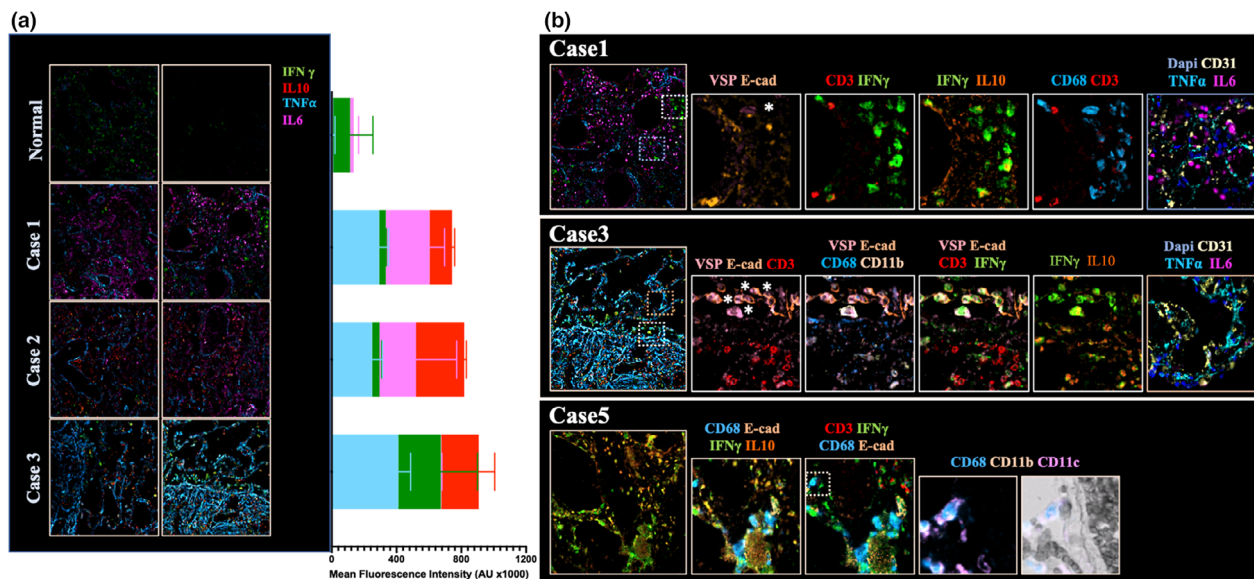 (a)
IFN γ
IL10
TNFα
IL6
Normal
Case 1
Case 2
Case 3
0 400 800 1200
Mean Fluorescence Intensity (AU x1000)
(b)
Case1
VSP E-cad
CD3 IFNγ
IFNγ IL10
CD68 CD3
Dapi CD31
TNFα IL6
*
Case3
VSP E-cad CD3
VSP E-cad
CD68 CD11b
VSP E-cad
CD3 IFNγ
IFNγ IL10
Dapi CD31
TNFα IL6
* *
* *
Case5
CD68 E-cad
IFNγ IL10
CD3 IFNγ
CD68 E-cad
CD68 CD11b CD11c